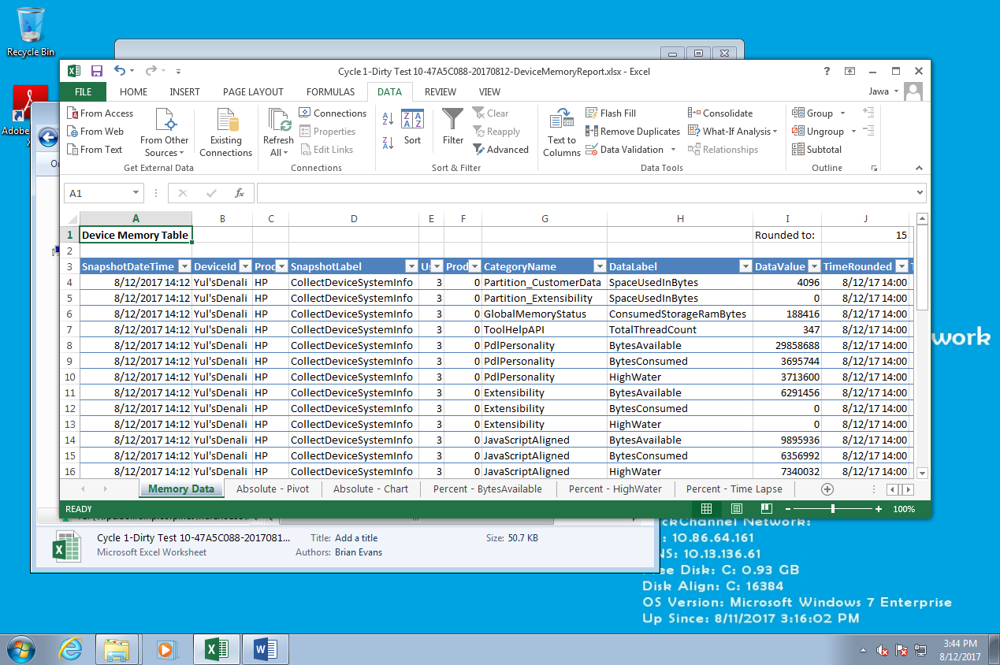 Recycle Bin
Adobe
X
Cycle 1-Dirty Test 10-47A5C088-20170812-DeviceMemoryReport.xlsx - Excel
FILE HOME INSERT PAGE LAYOUT FORMULAS DATA REVIEW VIEW Jawa
From Access
From Web
From Text
From Other Sources
Existing Connections
Get External Data
Refresh All
Connections
Properties
Edit Links
Connections
Sort
Filter
Clear
Reapply
Advanced
Sort & Filter
Text to Columns
Flash Fill
Remove Duplicates
Data Validation
Consolidate
What-If Analysis
Relationships
Data Tools
Group
Ungroup
Subtotal
Outline
A1 fx
A B C D E F G H I J
1 Device Memory Table Rounded to: 15
2
3 SnapshotDateTime DeviceId Prod SnapshotLabel Us Prod CategoryName DataLabel DataValue TimeRounded
4 8/12/2017 14:12 Yul'sDenali HP CollectDeviceSystemInfo 3 0 Partition_CustomerData SpaceUsedInBytes 4096 8/12/17 14:00
5 8/12/2017 14:12 Yul'sDenali HP CollectDeviceSystemInfo 3 0 Partition_Extensibility SpaceUsedInBytes 0 8/12/17 14:00
6 8/12/2017 14:12 Yul'sDenali HP CollectDeviceSystemInfo 3 0 GlobalMemoryStatus ConsumedStorageRamBytes 188416 8/12/17 14:00
7 8/12/2017 14:12 Yul'sDenali HP CollectDeviceSystemInfo 3 0 ToolHelpAPI TotalThreadCount 347 8/12/17 14:00
8 8/12/2017 14:12 Yul'sDenali HP CollectDeviceSystemInfo 3 0 PdlPersonality BytesAvailable 29858688 8/12/17 14:00
9 8/12/2017 14:12 Yul'sDenali HP CollectDeviceSystemInfo 3 0 PdlPersonality BytesConsumed 3695744 8/12/17 14:00
10 8/12/2017 14:12 Yul'sDenali HP CollectDeviceSystemInfo 3 0 PdlPersonality HighWater 3713600 8/12/17 14:00
11 8/12/2017 14:12 Yul'sDenali HP CollectDeviceSystemInfo 3 0 Extensibility BytesAvailable 6291456 8/12/17 14:00
12 8/12/2017 14:12 Yul'sDenali HP CollectDeviceSystemInfo 3 0 Extensibility BytesConsumed 0 8/12/17 14:00
13 8/12/2017 14:12 Yul'sDenali HP CollectDeviceSystemInfo 3 0 Extensibility HighWater 0 8/12/17 14:00
14 8/12/2017 14:12 Yul'sDenali HP CollectDeviceSystemInfo 3 0 JavaScriptAligned BytesAvailable 9895936 8/12/17 14:00
15 8/12/2017 14:12 Yul'sDenali HP CollectDeviceSystemInfo 3 0 JavaScriptAligned BytesConsumed 6356992 8/12/17 14:00
16 8/12/2017 14:12 Yul'sDenali HP CollectDeviceSystemInfo 3 0 JavaScriptAligned HighWater 7340032 8/12/17 14:00
Memory Data Absolute - Pivot Absolute - Chart Percent - BytesAvailable Percent - HighWater Percent - Time Lapse
READY 100%
work
Cycle 1-Dirty Test 10-47A5C088-2017081... Title: Add a title Size: 50.7 KB
Microsoft Excel Worksheet Authors: Brian Evans
ckChannel Network:
: 10.86.64.161
NS: 10.13.136.61
ree Disk: C: 0.93 GB
Disk Align: C: 16384
OS Version: Microsoft Windows 7 Enterprise
Up Since: 8/11/2017 3:16:02 PM
3:44 PM
8/12/2017